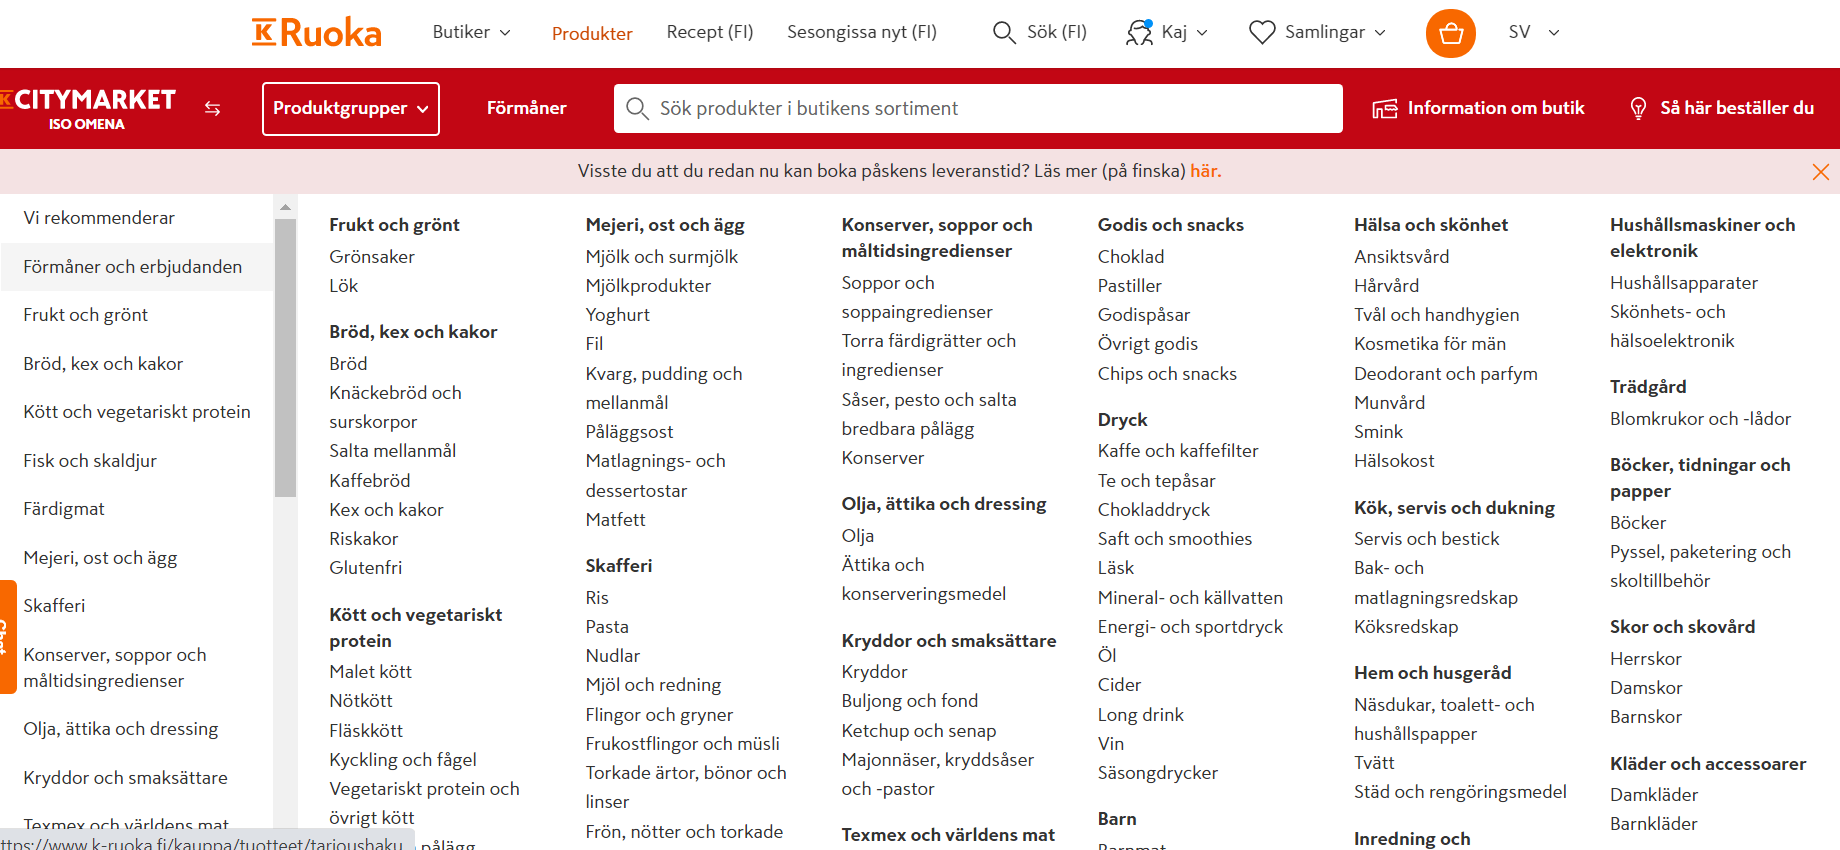 K Ruoka
Butiker
Produkter
Recept (FI)
Sesongissa nyt (FI)
Sök (FI)
Kaj
Samlingar
SV
K CITYMARKET
ISO OMENA
Produktgrupper
Förmåner
Sök produkter i butikens sortiment
Information om butik
Så här beställer du
Visste du att du redan nu kan boka påskens leveranstid? Läs mer (på finska) här.
Vi rekommenderar
Förmåner och erbjudanden
Frukt och grönt
Bröd, kex och kakor
Kött och vegetariskt protein
Fisk och skaldjur
Färdigmat
Mejeri, ost och ägg
Skafferi
Konserver, soppor och
måltidsingredienser
Olja, ättika och dressing
Kryddor och smaksättare
Texmex och världens mat
Chat
ttps://www.k-ruoka.fi/kauppa/tuotteet/tarjoushaku
Frukt och grönt
Grönsaker
Lök
Bröd, kex och kakor
Bröd
Knäckebröd och
surskorpor
Salta mellanmål
Kaffebröd
Kex och kakor
Riskakor
Glutenfri
Kött och vegetariskt
protein
Malet kött
Nötkött
Fläskkött
Kyckling och fågel
Vegetariskt protein och
övrigt kött
pålägg
Mejeri, ost och ägg
Mjölk och surmjölk
Mjölkprodukter
Yoghurt
Fil
Kvarg, pudding och
mellanmål
Påläggsost
Matlagnings- och
dessertostar
Matfett
Skafferi
Ris
Pasta
Nudlar
Mjöl och redning
Flingor och gryner
Frukostflingor och müsli
Torkade ärtor, bönor och
linser
Frön, nötter och torkade
Konserver, soppor och
måltidsingredienser
Soppor och
soppaingredienser
Torra färdigrätter och
ingredienser
Såser, pesto och salta
bredbara pålägg
Konserver
Olja, ättika och dressing
Olja
Ättika och
konserveringsmedel
Kryddor och smaksättare
Kryddor
Buljong och fond
Ketchup och senap
Majonnäser, kryddsåser
och -pastor
Texmex och världens mat
Godis och snacks
Choklad
Pastiller
Godispåsar
Övrigt godis
Chips och snacks
Dryck
Kaffe och kaffefilter
Te och tepåsar
Chokladdryck
Saft och smoothies
Läsk
Mineral- och källvatten
Energi- och sportdryck
Öl
Cider
Long drink
Vin
Säsongdrycker
Barn
Barnmat
Hälsa och skönhet
Ansiktsvård
Hårvård
Tvål och handhygien
Kosmetika för män
Deodorant och parfym
Munvård
Smink
Hälsokost
Kök, servis och dukning
Servis och bestick
Bak- och
matlagningsredskap
Köksredskap
Hem och husgeråd
Näsdukar, toalett- och
hushållspapper
Tvätt
Städ och rengöringsmedel
Inredning och
Hushållsmaskiner och
elektronik
Hushållsapparater
Skönhets- och
hälsoelektronik
Trädgård
Blomkrukor och -lådor
Böcker, tidningar och
papper
Böcker
Pyssel, paketering och
skoltillbehör
Skor och skovård
Herrskor
Damskor
Barnskor
Kläder och accessoarer
Damkläder
Barnkläder